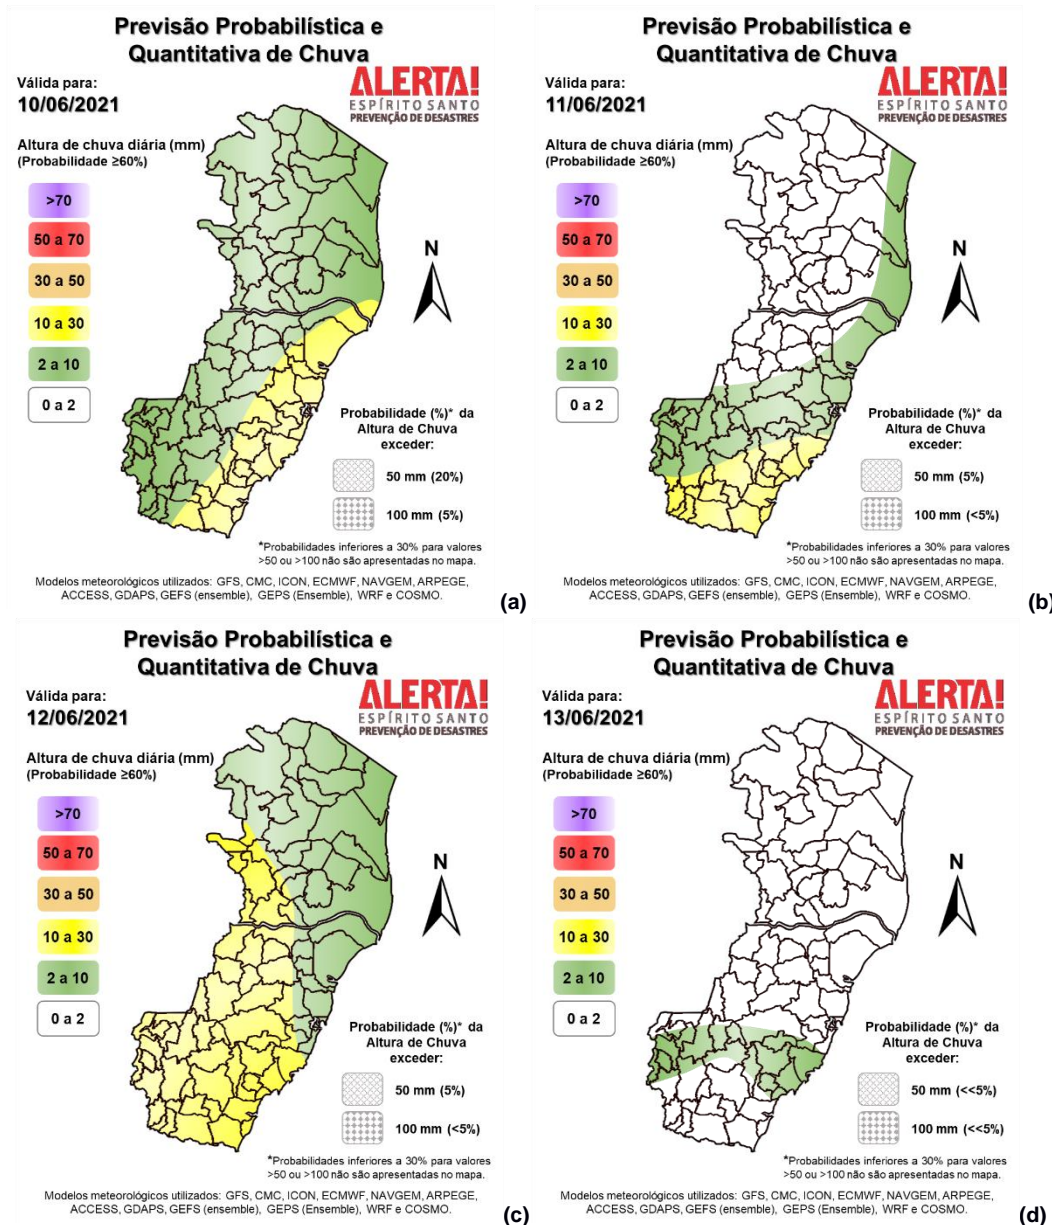 Previsão Probabilística e
Quantitativa de Chuva
Válida para:
10/06/2021
ALERTA!
ESPÍRITO SANTO
PREVENÇÃO DE DESASTRES
Altura de chuva diária (mm)
(Probabilidade ≥60%)
>70
50 a 70
30 a 50
10 a 30
2 a 10
0 a 2
N
Probabilidade (%)* da
Altura de Chuva
exceder:
50 mm (20%)
100 mm (5%)
*Probabilidades inferiores a 30% para valores
>50 ou >100 não são apresentadas no mapa.
Modelos meteorológicos utilizados: GFS, CMC, ICON, ECMWF, NAVGEM, ARPEGE,
ACCESS, GDAPS, GEFS (ensemble), GEPS (Ensemble), WRF e COSMO.
(a)
Previsão Probabilística e
Quantitativa de Chuva
Válida para:
11/06/2021
ALERTA!
ESPÍRITO SANTO
PREVENÇÃO DE DESASTRES
Altura de chuva diária (mm)
(Probabilidade ≥60%)
>70
50 a 70
30 a 50
10 a 30
2 a 10
0 a 2
N
Probabilidade (%)* da
Altura de Chuva
exceder:
50 mm (5%)
100 mm (<5%)
*Probabilidades inferiores a 30% para valores
>50 ou >100 não são apresentadas no mapa.
Modelos meteorológicos utilizados: GFS, CMC, ICON, ECMWF, NAVGEM, ARPEGE,
ACCESS, GDAPS, GEFS (ensemble), GEPS (Ensemble), WRF e COSMO.
(b)
Previsão Probabilística e
Quantitativa de Chuva
Válida para:
12/06/2021
ALERTA!
ESPÍRITO SANTO
PREVENÇÃO DE DESASTRES
Altura de chuva diária (mm)
(Probabilidade ≥60%)
>70
50 a 70
30 a 50
10 a 30
2 a 10
0 a 2
N
Probabilidade (%)* da
Altura de Chuva
exceder:
50 mm (5%)
100 mm (<5%)
*Probabilidades inferiores a 30% para valores
>50 ou >100 não são apresentadas no mapa.
Modelos meteorológicos utilizados: GFS, CMC, ICON, ECMWF, NAVGEM, ARPEGE,
ACCESS, GDAPS, GEFS (ensemble), GEPS (Ensemble), WRF e COSMO.
(c)
Previsão Probabilística e
Quantitativa de Chuva
Válida para:
13/06/2021
ALERTA!
ESPÍRITO SANTO
PREVENÇÃO DE DESASTRES
Altura de chuva diária (mm)
(Probabilidade ≥60%)
>70
50 a 70
30 a 50
10 a 30
2 a 10
0 a 2
N
Probabilidade (%)* da
Altura de Chuva
exceder:
50 mm (<<5%)
100 mm (<<5%)
*Probabilidades inferiores a 30% para valores
>50 ou >100 não são apresentadas no mapa.
Modelos meteorológicos utilizados: GFS, CMC, ICON, ECMWF, NAVGEM, ARPEGE,
ACCESS, GDAPS, GEFS (ensemble), GEPS (Ensemble), WRF e COSMO.
(d)